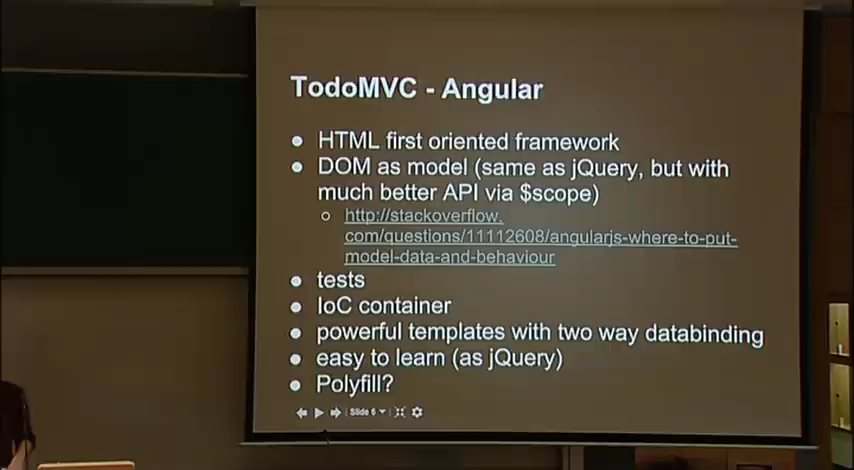 TodoMVC - Angular
● HTML first oriented framework
● DOM as model (same as jQuery, but with
much better API via $scope)
○ http://stackoverflow.
com/questions/11112608/angularjs-where-to-put-
model-data-and-behaviour
● tests
● IoC container
● powerful templates with two way databinding
● easy to learn (as jQuery)
● Polyfill?
Slide 6